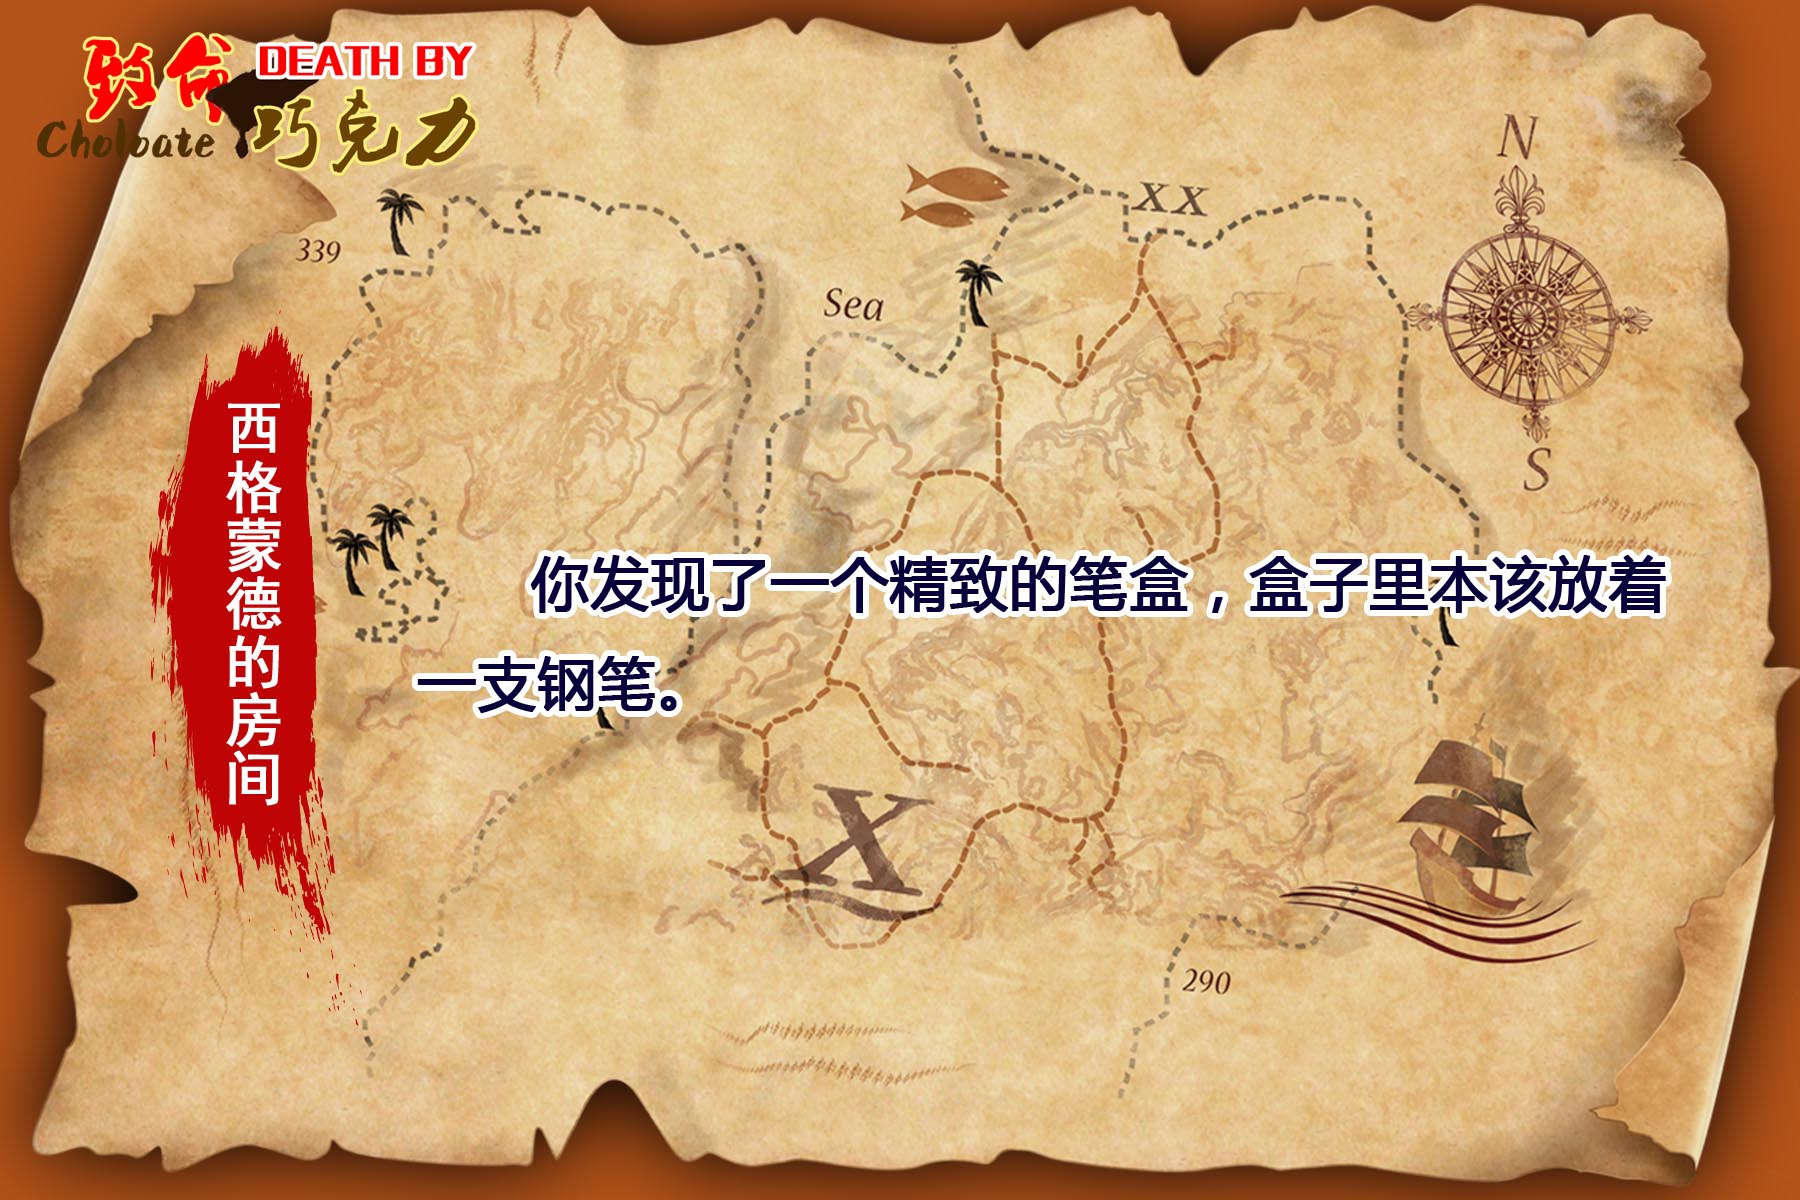 致命 DEATH BY
Choloate 巧克力
N
XX
339
Sea
S
西格蒙德的房间
你发现了一个精致的笔盒，盒子里本该放着
一支钢笔。
X
290